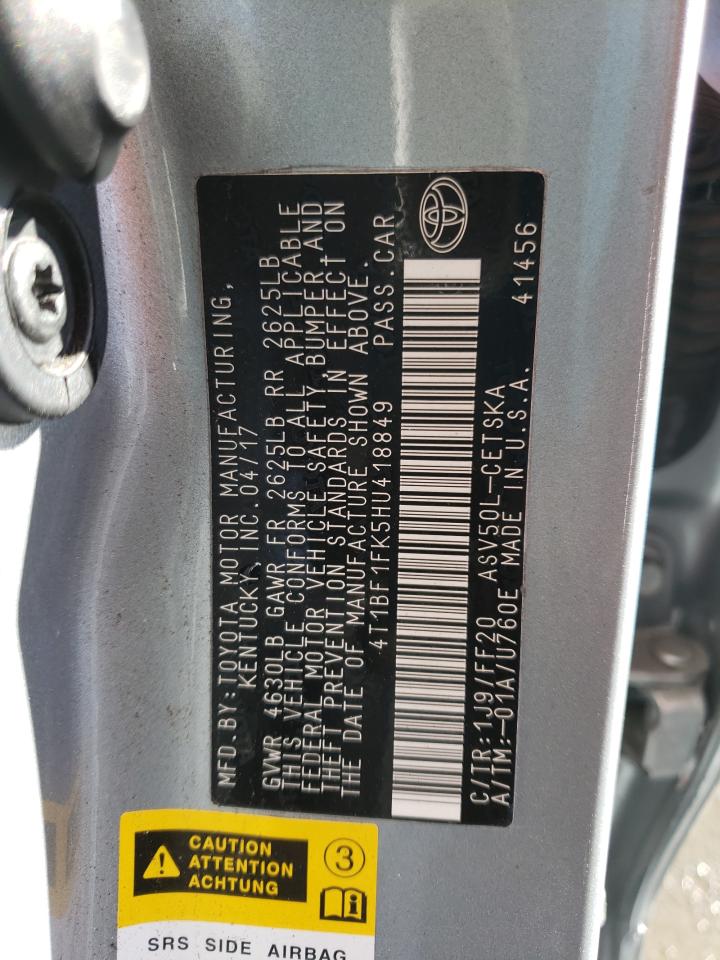 MFD. BY: TOYOTA MOTOR MANUFACTURING,
KENTUCKY, INC. 04/17
GVWR 4630LB GAWR FR 2625LB RR 2625LB
THIS VEHICLE CONFORMS TO ALL APPLICABLE
FEDERAL MOTOR VEHICLE SAFETY, BUMPER, AND
THEFT PREVENTION STANDARDS IN EFFECT ON
THE DATE OF MANUFACTURE SHOWN ABOVE.
4T1BF1FK5HU418849 PASS. CAR
C/TR: 1J9/FF20 ASV50L-CETSKA
A/TM: -01A/U760E MADE IN U.S.A. 41456
CAUTION
ATTENTION
ACHTUNG
3
SRS SIDE AIRBAG